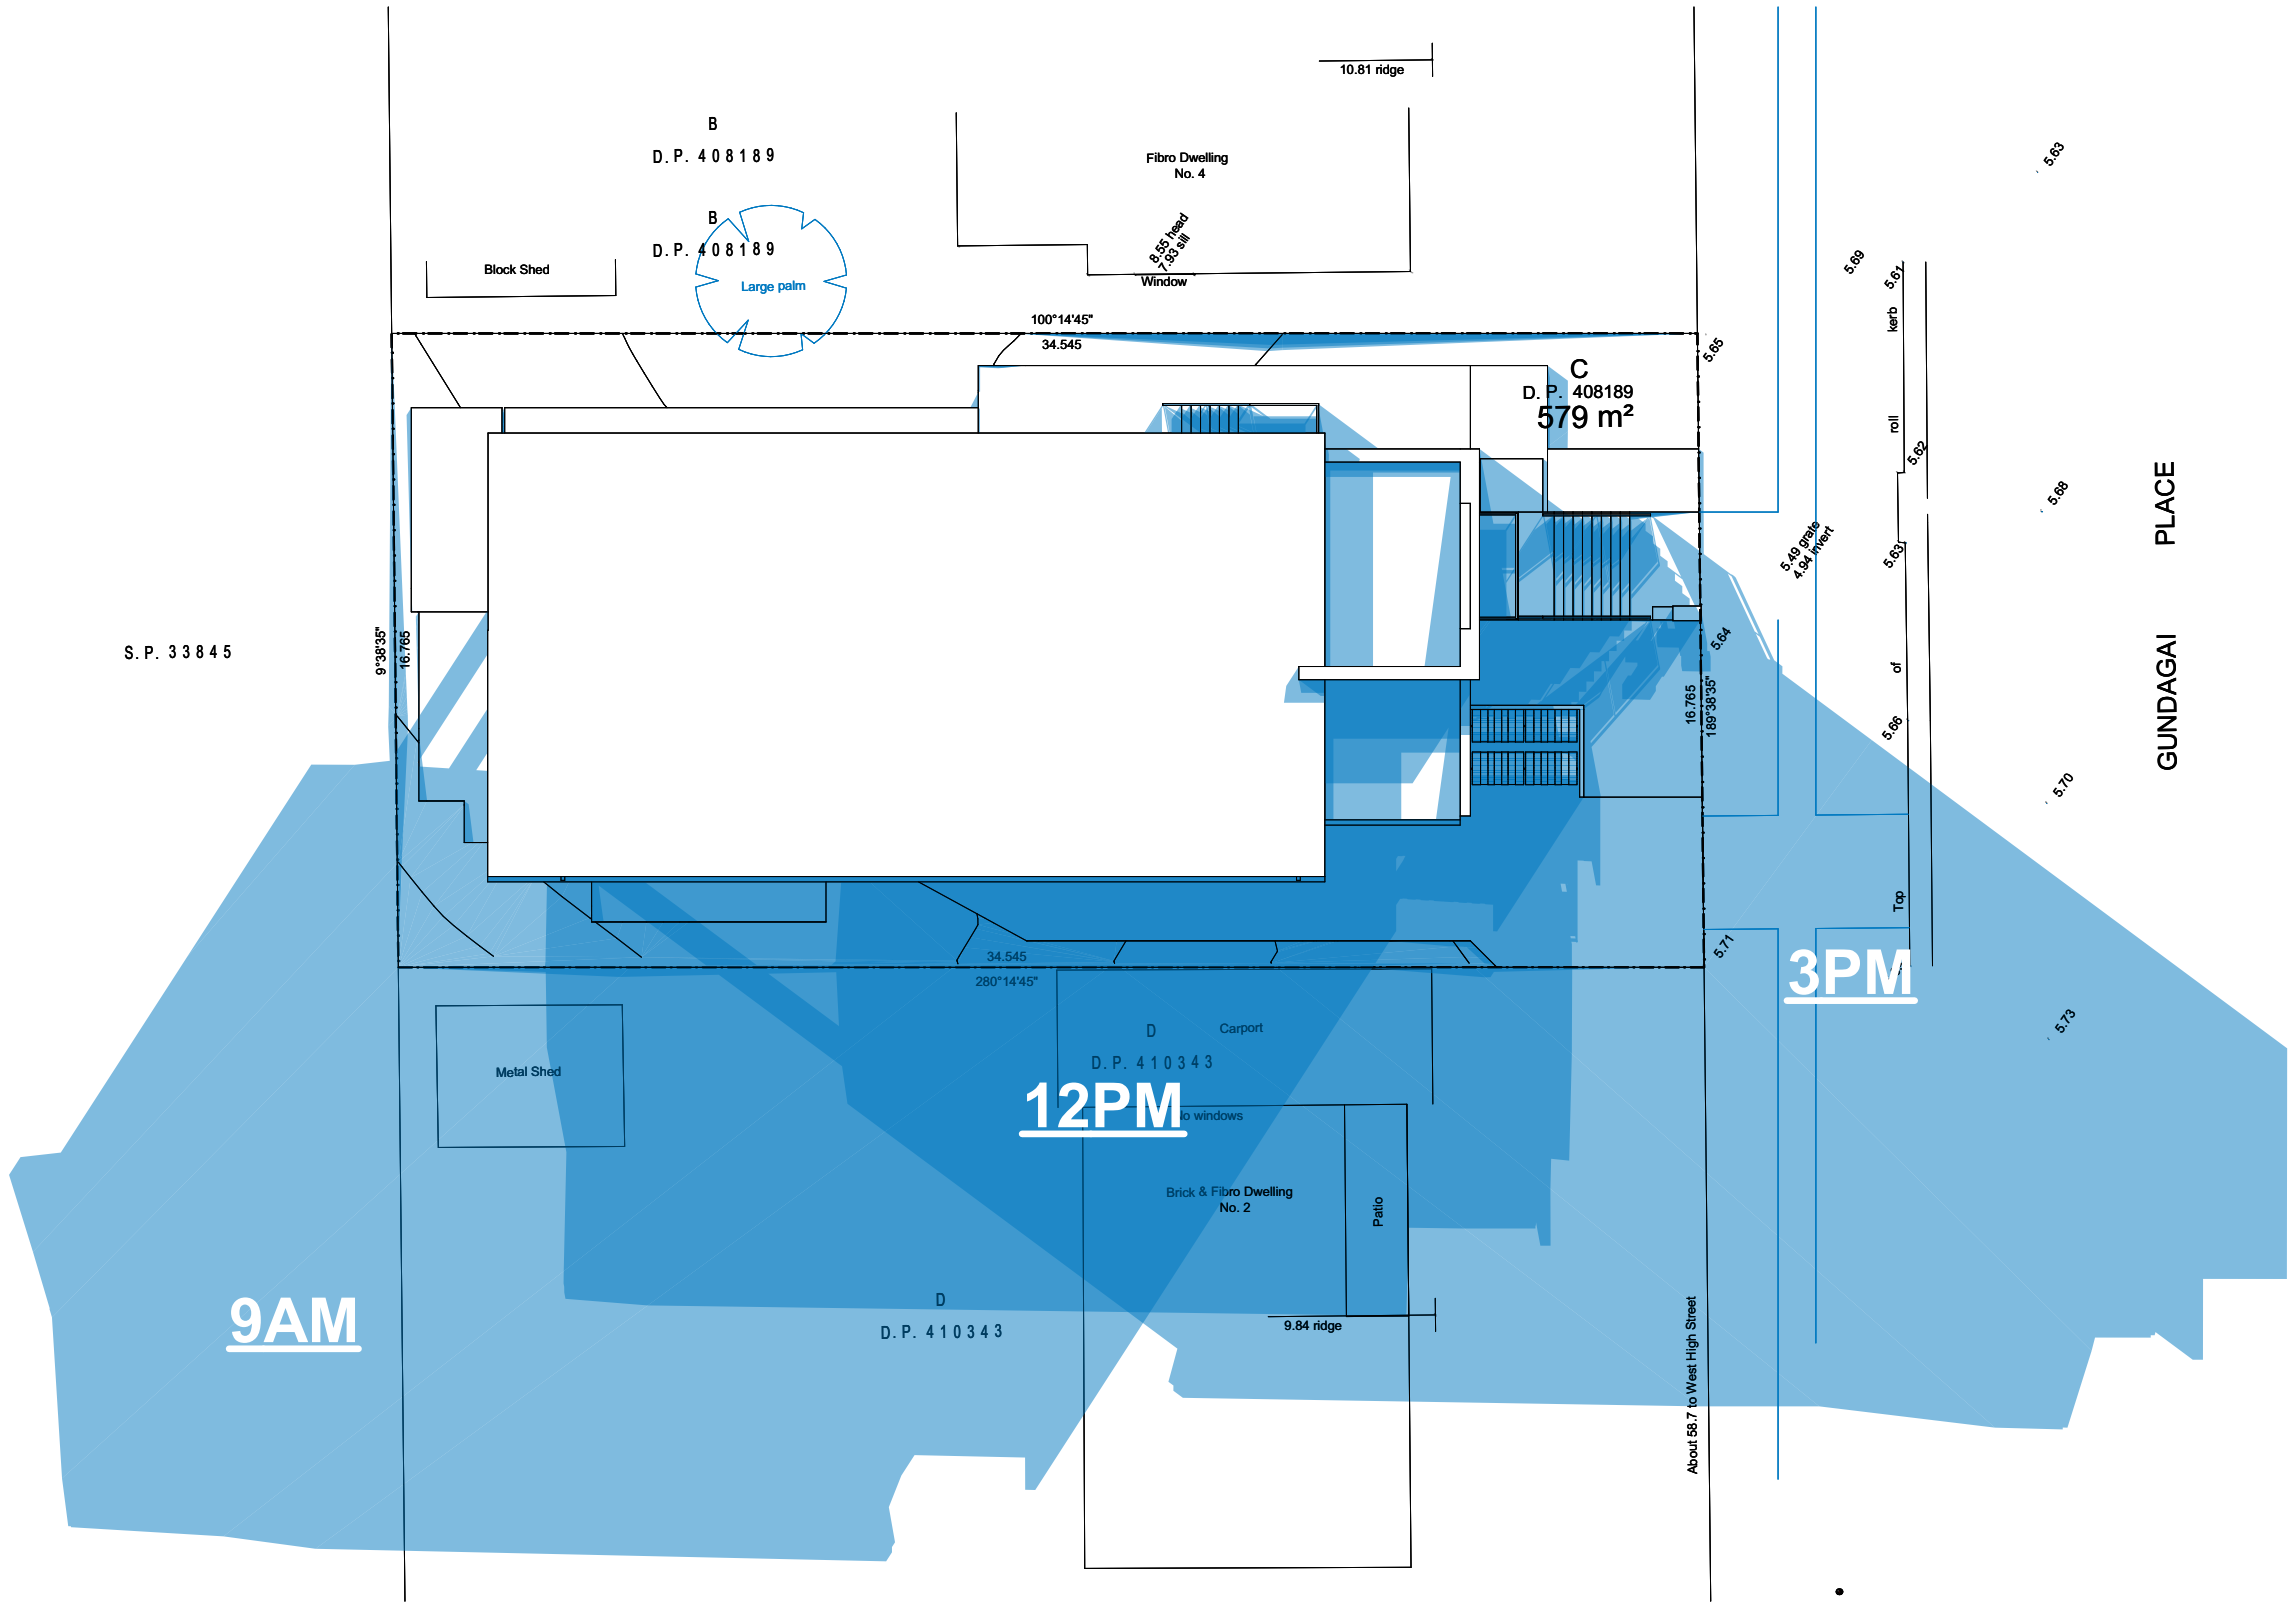 10.81 ridge
B
D.P. 408189
Fibro Dwelling
No. 4
B
D.P. 408189
Block Shed
Large palm
8.55 head
7.93 sill
Window
100°14'45"
34.545
C
D. P. 408189
579 m²
5.63
5.69
5.61
kerb
5.65
roll
5.62
5.68
PLACE
5.49 grate
4.94 invert
5.63
5.64
of
GUNDAGAI
S.P. 33845
9°38'35"
16.765
16.765
189°38'35"
5.66
5.70
Top
5.71
3PM
5.73
34.545
280°14'45"
D
Carport
D.P. 410343
Metal Shed
12PM
No windows
Brick & Fibro Dwelling
No. 2
Patio
9AM
D
D.P. 410343
9.84 ridge
About 58.7 to West High Street